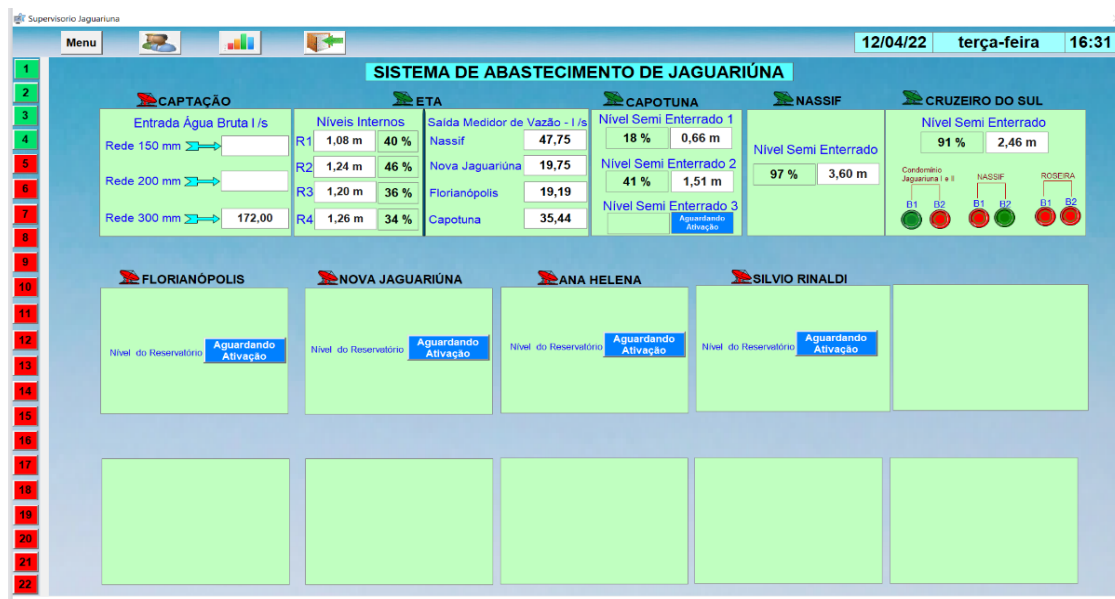 Supervisorio Jaguariuna
Menu
12/04/22 terça-feira 16:31
SISTEMA DE ABASTECIMENTO DE JAGUARIÚNA
1
2
3
4
5
6
7
8
9
10
11
12
13
14
15
16
17
18
19
20
21
22
CAPTAÇÃO
Entrada Água Bruta l /s
Rede 150 mm
Rede 200 mm
Rede 300 mm 172,00
ETA
Níveis Internos
R1 1,08 m 40 %
R2 1,24 m 46 %
R3 1,20 m 36 %
R4 1,26 m 34 %
Saída Medidor de Vazão - l /s
Nassif 47,75
Nova Jaguariúna 19,75
Florianópolis 19,19
Capotuna 35,44
CAPOTUNA
Nível Semi Enterrado 1
18 % 0,66 m
Nível Semi Enterrado 2
41 % 1,51 m
Nível Semi Enterrado 3
Aguardando
Ativação
NASSIF
Nível Semi Enterrado
97 % 3,60 m
CRUZEIRO DO SUL
Nível Semi Enterrado
91 % 2,46 m
Condomínio
Jaguariuna I e II
NASSIF
ROSEIRA
B1 B2 B1 B2 B1 B2
FLORIANÓPOLIS
Nível do Reservatório
Aguardando
Ativação
NOVA JAGUARIÚNA
Nível do Reservatório
Aguardando
Ativação
ANA HELENA
Nível do Reservatório
Aguardando
Ativação
SILVIO RINALDI
Nível do Reservatório
Aguardando
Ativação